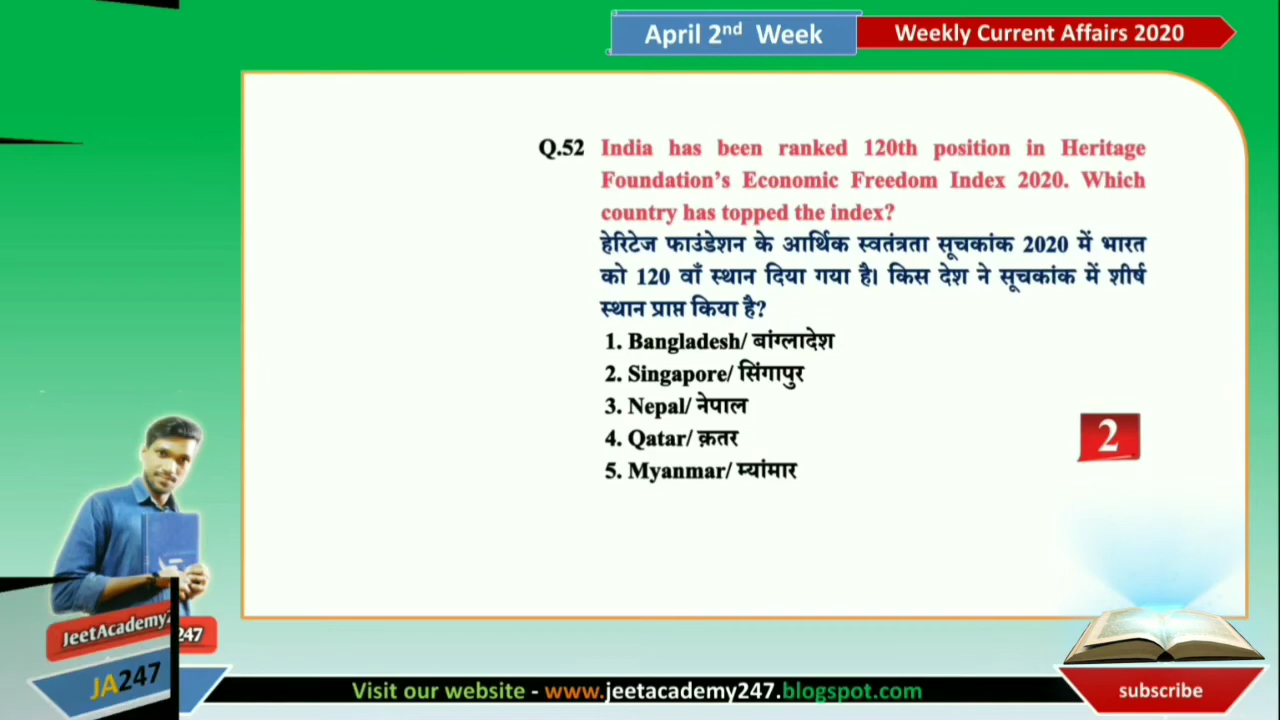 April 2nd Week
Weekly Current Affairs 2020
Q.52 India has been ranked 120th position in Heritage
Foundation's Economic Freedom Index 2020. Which
country has topped the index?
हेरिटेज फाउंडेशन के आर्थिक स्वतंत्रता सूचकांक 2020 में भारत
को 120 वाँ स्थान दिया गया है। किस देश ने सूचकांक में शीर्ष
स्थान प्राप्त किया है?
1. Bangladesh/ बांग्लादेश
2. Singapore/ सिंगापुर
3. Nepal/ नेपाल
4. Qatar/ क़तर
5. Myanmar/ म्यांमार
2
JeetAcademy247
JA247
Visit our website - www.jeetacademy247.blogspot.com
subscribe